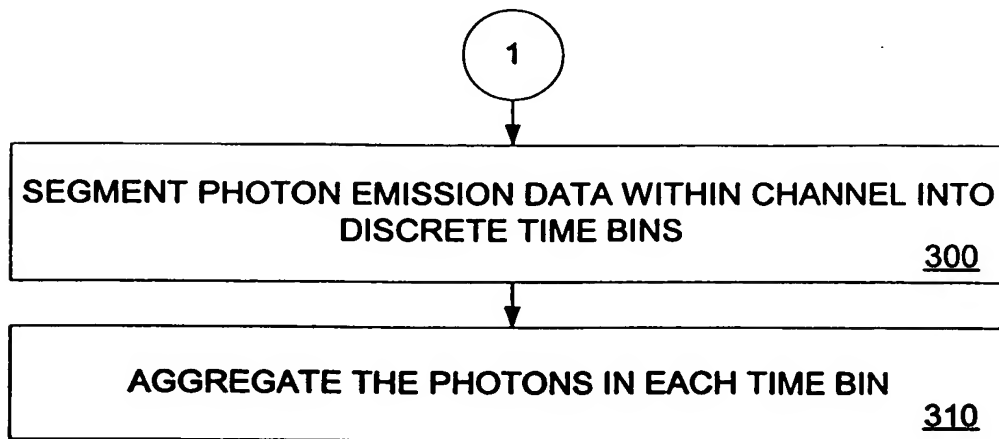 1
SEGMENT PHOTON EMISSION DATA WITHIN CHANNEL INTO
DISCRETE TIME BINS
300
AGGREGATE THE PHOTONS IN EACH TIME BIN
310